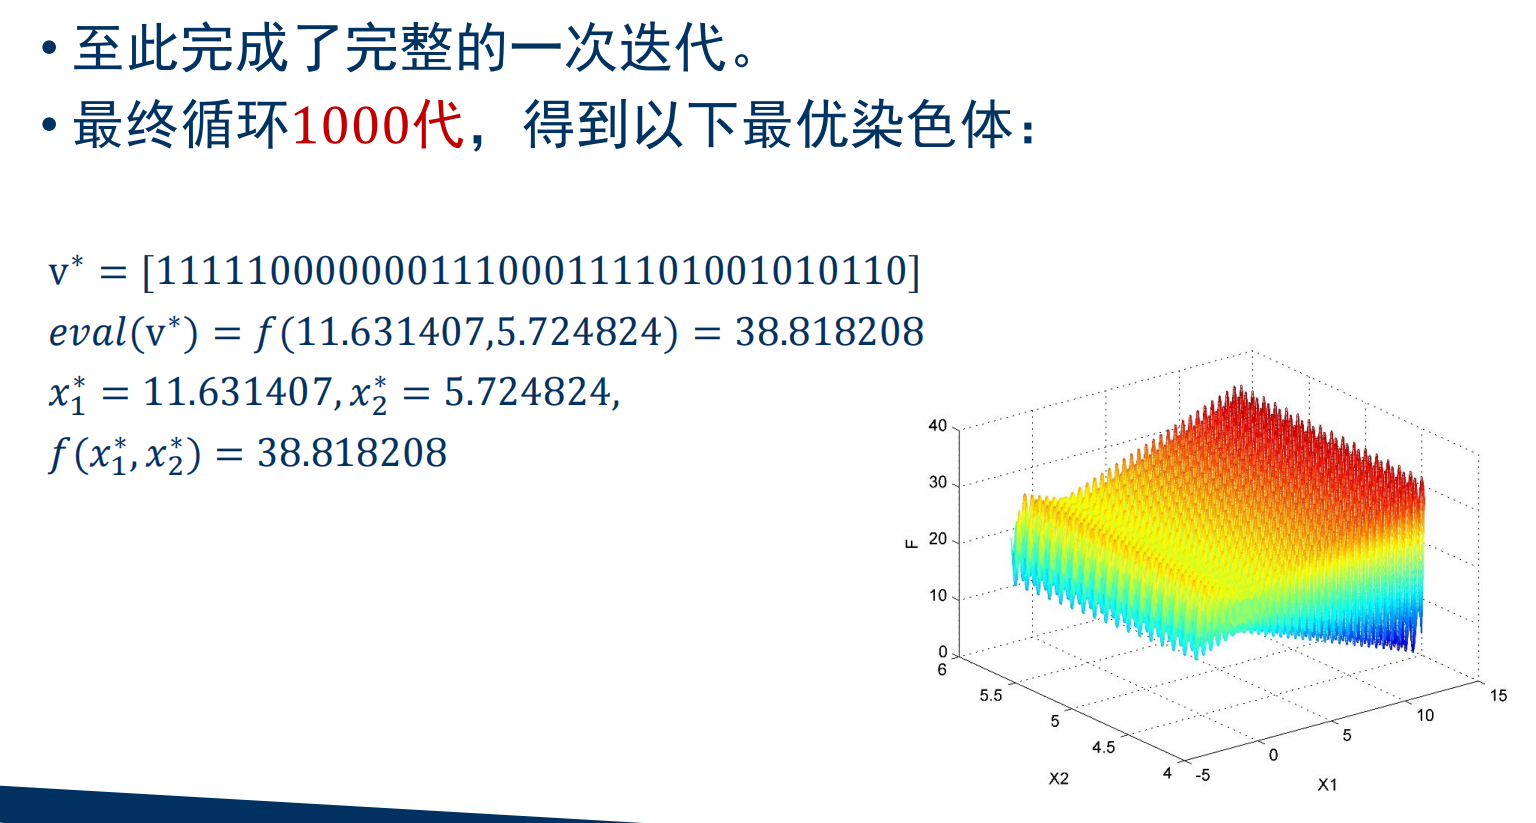 • 至此完成了完整的一次迭代。
• 最终循环1000代，得到以下最优染色体：
v* = [111110000000111000111101001010110]
eval(v*) = f(11.631407,5.724824) = 38.818208
x₁* = 11.631407, x₂* = 5.724824,
f(x₁*, x₂*) = 38.818208
40
30
20
10
0
F
6
5.5
5
4.5
4
X2
-5
0
5
10
15
X1